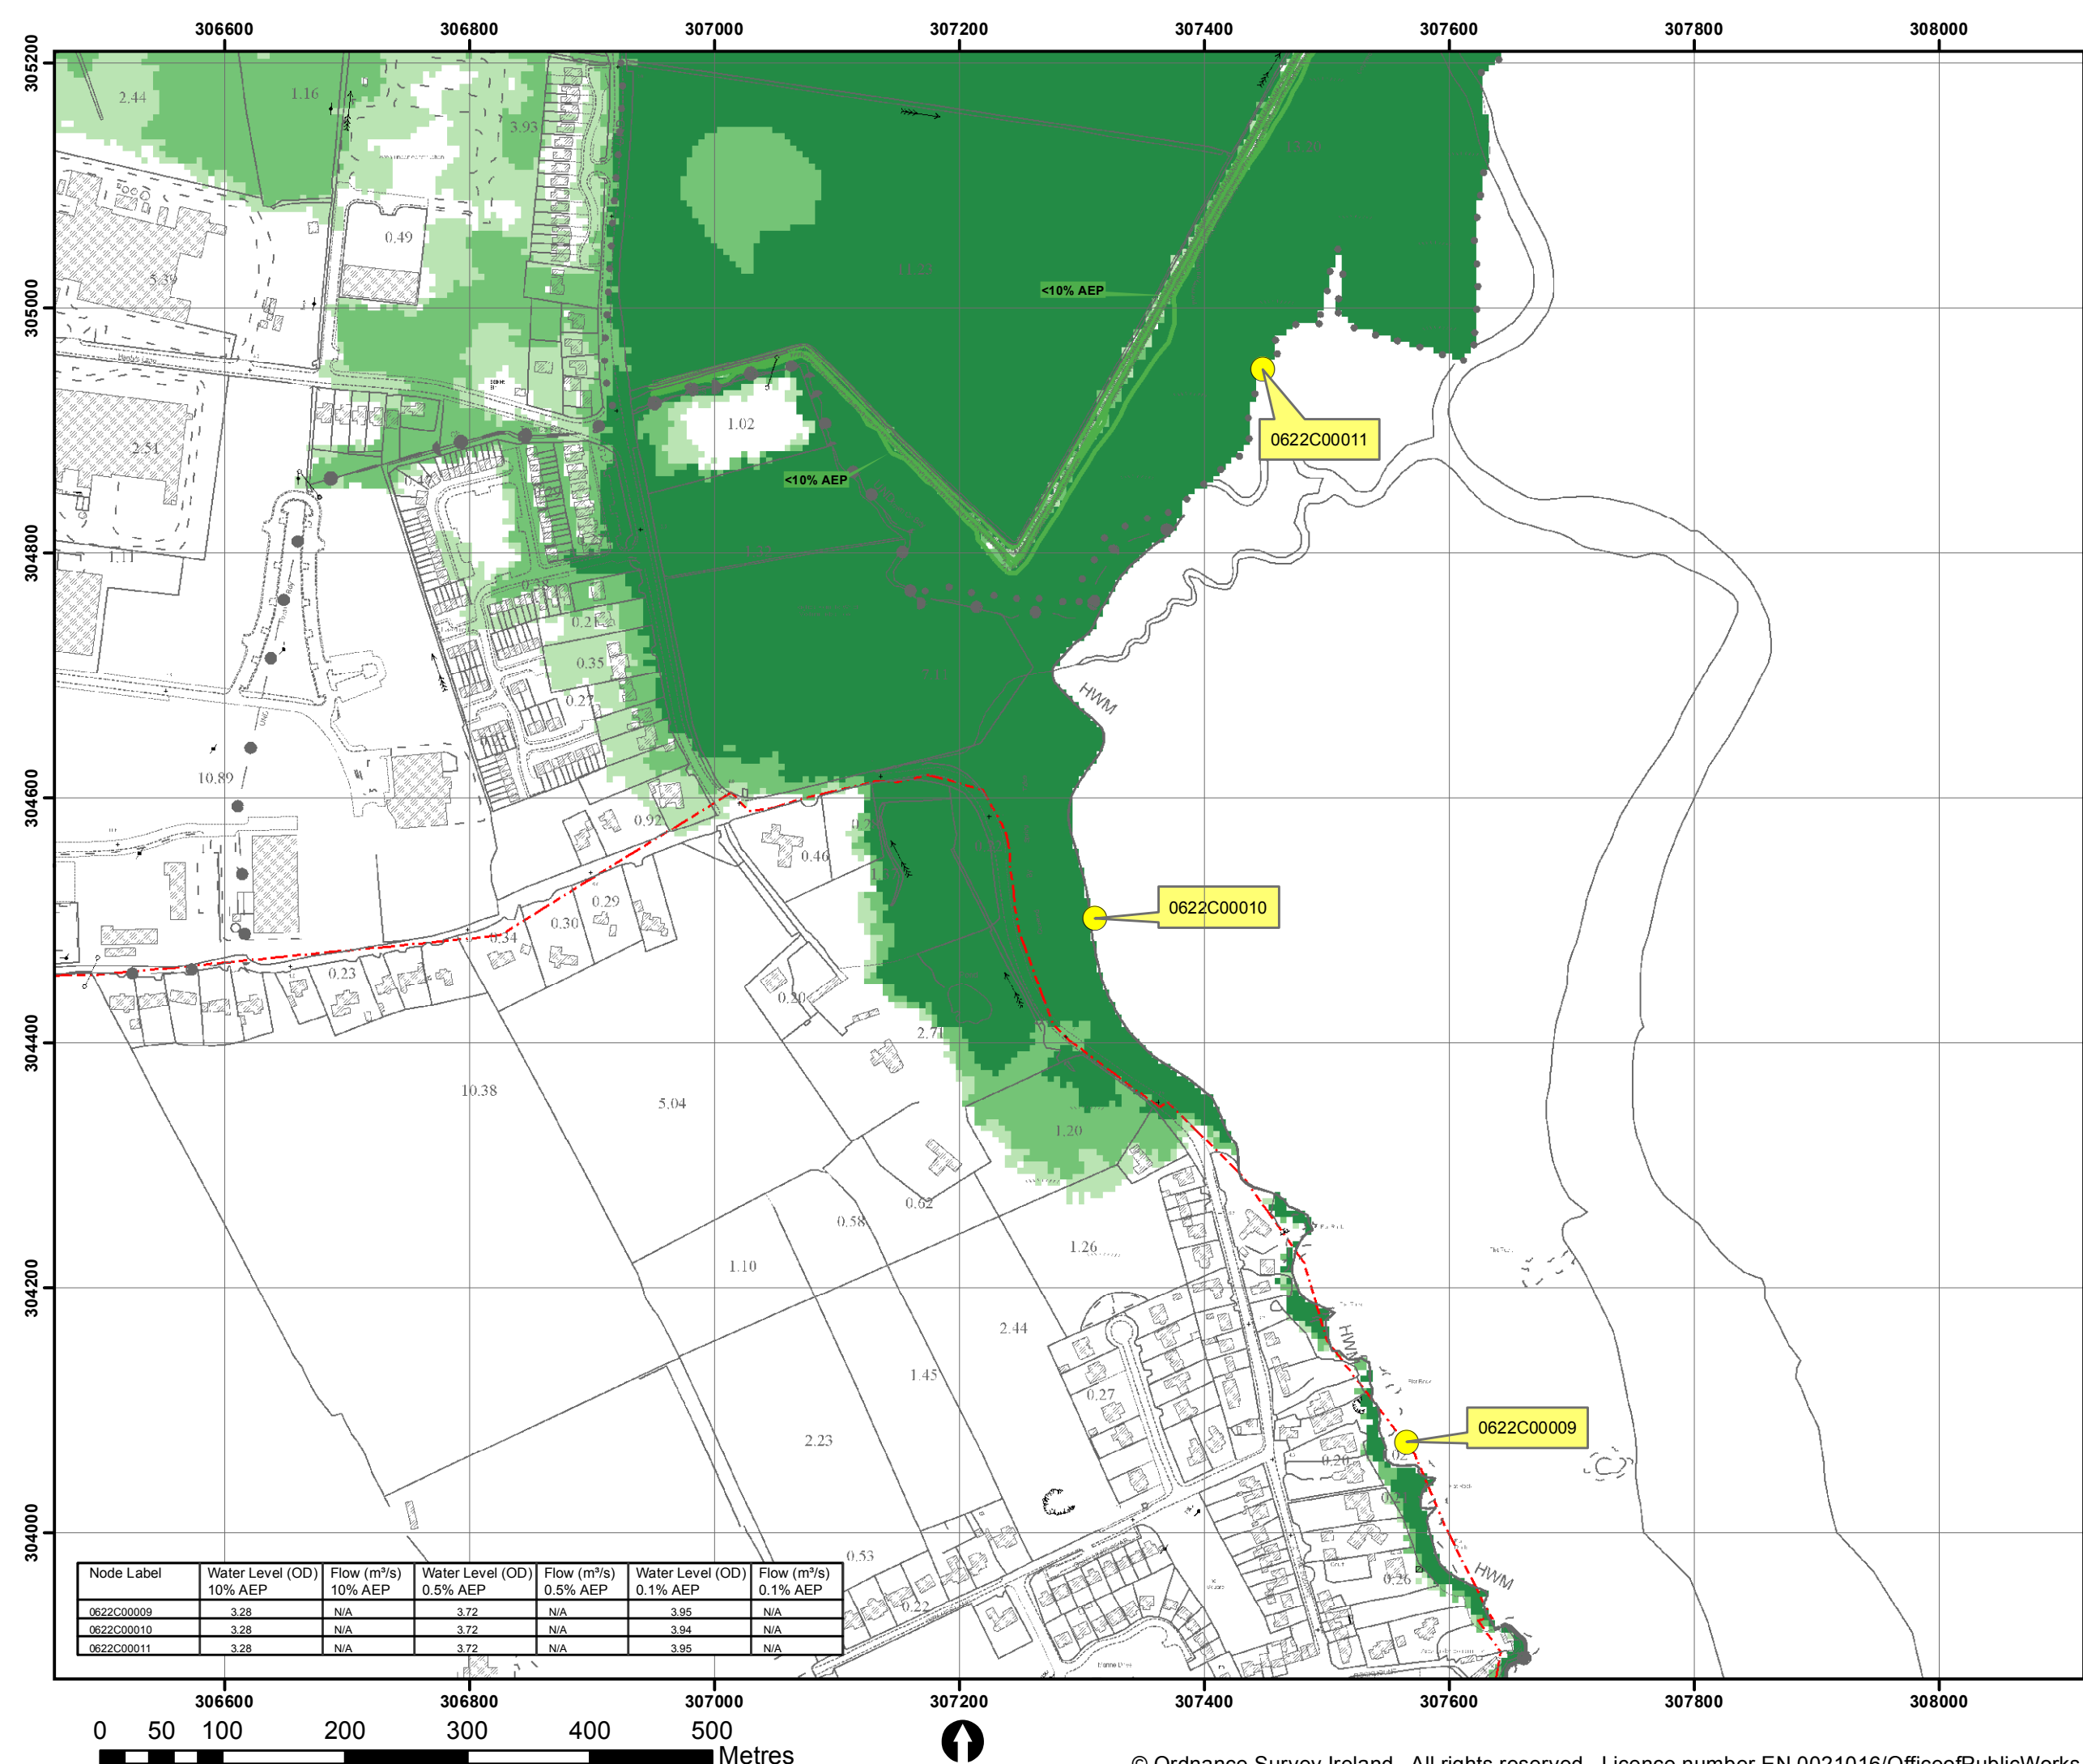 306600 306800 307000 307200 307400 307600 307800 308000
305200
305000
304800
304600
304400
304200
304000
2.44
1.16
3.93
0.49
5.39
<10% AEP
1.02
2.51
<10% AEP
0622C00011
1.11
0.38
0.21
0.35
0.27
HWM
10.89
0.92
0.46
0622C00010
0.29
0.30
0.34
0.23
0.20
2.71
10.38
5.04
1.20
0.62
0.58
1.26
1.10
2.44
HWM
1.45
0.27
2.23
0622C00009
0.20
HWM
0.26
0.53
0.22
Node Label Water Level (OD) 10% AEP Flow (m³/s) 10% AEP Water Level (OD) 0.5% AEP Flow (m³/s) 0.5% AEP Water Level (OD) 0.1% AEP Flow (m³/s) 0.1% AEP
0622C00009 3.28 N/A 3.72 N/A 3.95 N/A
0622C00010 3.28 N/A 3.72 N/A 3.94 N/A
0622C00011 3.28 N/A 3.72 N/A 3.95 N/A
306600 306800 307000 307200 307400 307600 307800 308000
0 50 100 200 300 400 500
Metres
© Ordnance Survey Ireland. All rights reserved. Licence number EN 0021016/OfficeofPublicWorks